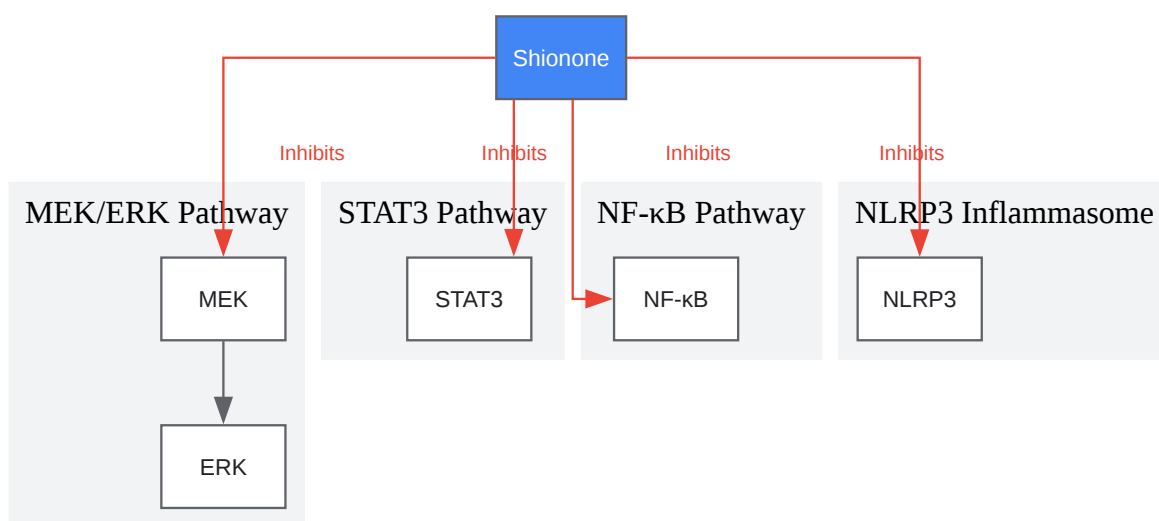 Shionone
Inhibits
Inhibits
Inhibits
Inhibits
MEK/ERK Pathway
STAT3 Pathway
NF-κB Pathway
NLRP3 Inflammasome
MEK
STAT3
NF-κB
NLRP3
ERK